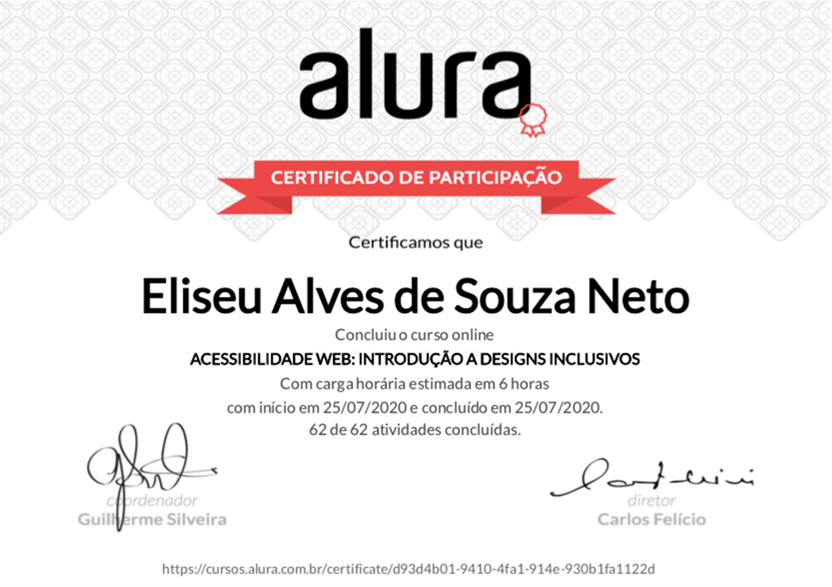 alura
CERTIFICADO DE PARTICIPAÇÃO
Certificamos que
Eliseu Alves de Souza Neto
Concluiu o curso online
ACESSIBILIDADE WEB: INTRODUÇÃO A DESIGNS INCLUSIVOS
Com carga horária estimada em 6 horas
com início em 25/07/2020 e concluído em 25/07/2020.
62 de 62 atividades concluídas.
coordenador
Guilherme Silveira
diretor
Carlos Felício
https://cursos.alura.com.br/certificate/d93d4b01-9410-4fa1-914e-930b1fa1122d